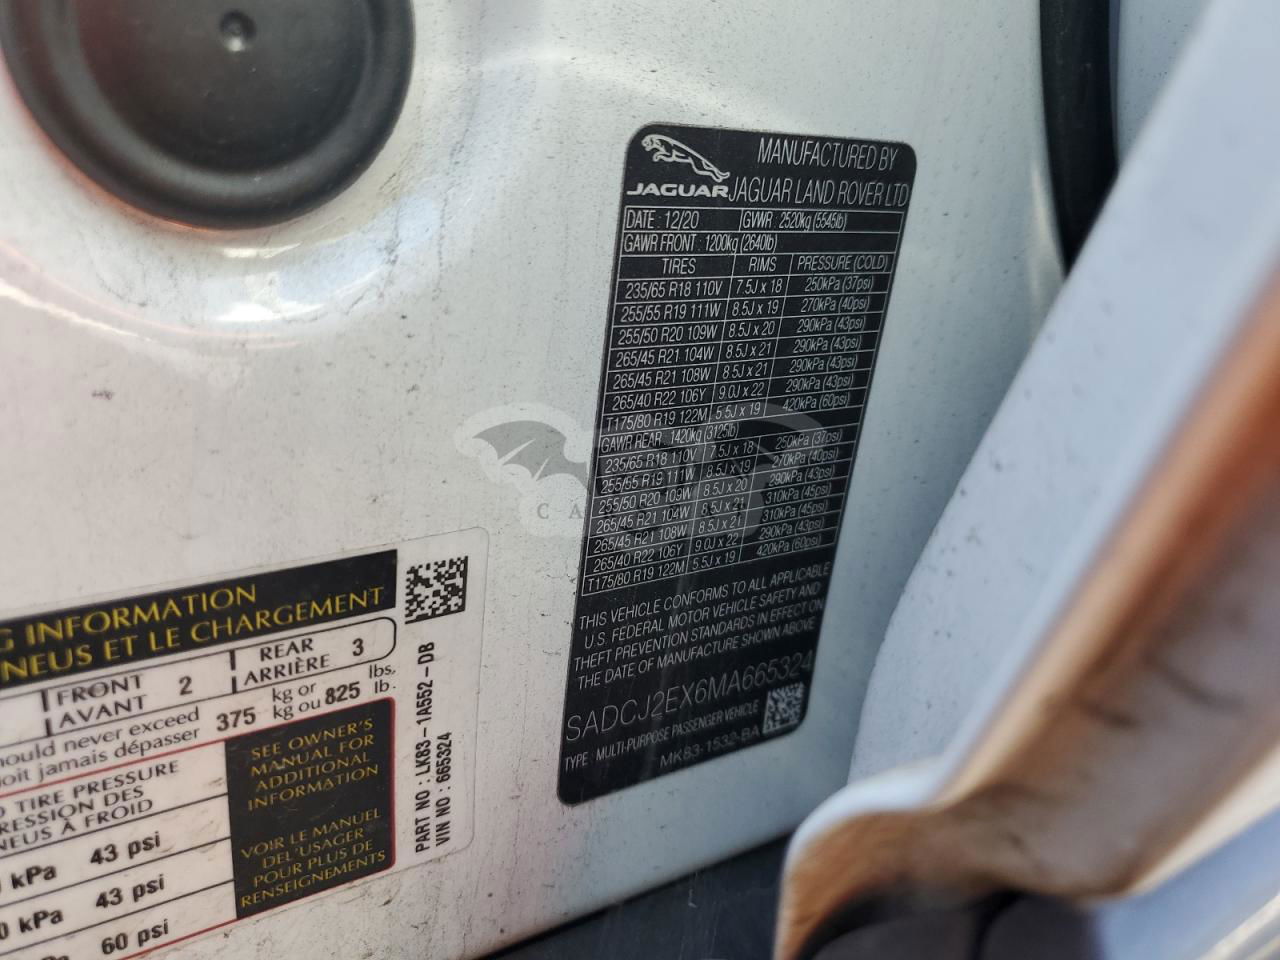 JAGUAR
MANUFACTURED BY
JAGUAR LAND ROVER LTD
DATE : 12/20 GVWR : 2520kg (5545lb)
GAWR FRONT : 1200kg (2640lb)
TIRES RIMS PRESSURE (COLD)
235/65 R18 110V 7.5J x 18 250kPa (37psi)
255/55 R19 111W 8.5J x 19 270kPa (40psi)
255/50 R20 109W 8.5J x 20 290kPa (43psi)
265/45 R21 104W 8.5J x 21 290kPa (43psi)
265/45 R21 108W 8.5J x 21 290kPa (43psi)
265/40 R22 106Y 9.0J x 22 290kPa (43psi)
T175/80 R19 122M 5.5J x 19 420kPa (60psi)
GAWR REAR : 1420kg (3125lb)
235/65 R18 110V 7.5J x 18 250kPa (37psi)
255/55 R19 111W 8.5J x 19 270kPa (40psi)
255/50 R20 109W 8.5J x 20 290kPa (43psi)
265/45 R21 104W 8.5J x 21 310kPa (45psi)
265/45 R21 108W 8.5J x 21 310kPa (45psi)
265/40 R22 106Y 9.0J x 22 290kPa (43psi)
T175/80 R19 122M 5.5J x 19 420kPa (60psi)
THIS VEHICLE CONFORMS TO ALL APPLICABLE
U.S. FEDERAL MOTOR VEHICLE SAFETY AND
THEFT PREVENTION STANDARDS IN EFFECT ON
THE DATE OF MANUFACTURE SHOWN ABOVE
SADCJ2EX6MA665324
TYPE : MULTI-PURPOSE PASSENGER VEHICLE
MK83-1532-BA
G INFORMATION
NEUS ET LE CHARGEMENT
FRONT 2 REAR 3
AVANT ARRIÈRE
ould never exceed 375 kg or 825 lbs.
oit jamais dépasser kg ou lb.
TIRE PRESSURE
RESSION DES
NEUS À FROID
kPa 43 psi
0 kPa 43 psi
60 psi
SEE OWNER'S
MANUAL FOR
ADDITIONAL
INFORMATION
VOIR LE MANUEL
DE L'USAGER
POUR PLUS DE
RENSEIGNEMENTS
PART NO : LK83-1A552-DB
VIN NO : 665324